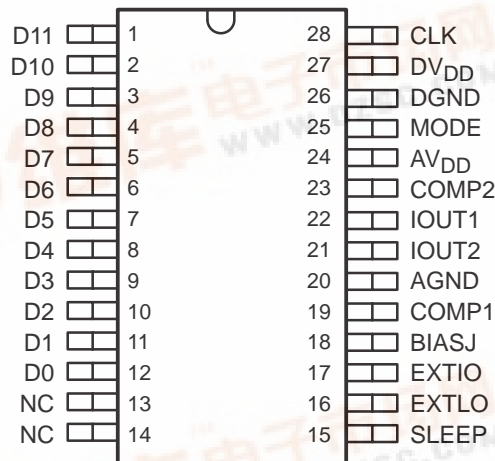 D11 1 28 CLK
D10 2 27 DVDD
D9 3 26 DGND
D8 4 25 MODE
D7 5 24 AVDD
D6 6 23 COMP2
D5 7 22 IOUT1
D4 8 21 IOUT2
D3 9 20 AGND
D2 10 19 COMP1
D1 11 18 BIASJ
D0 12 17 EXTIO
NC 13 16 EXTLO
NC 14 15 SLEEP